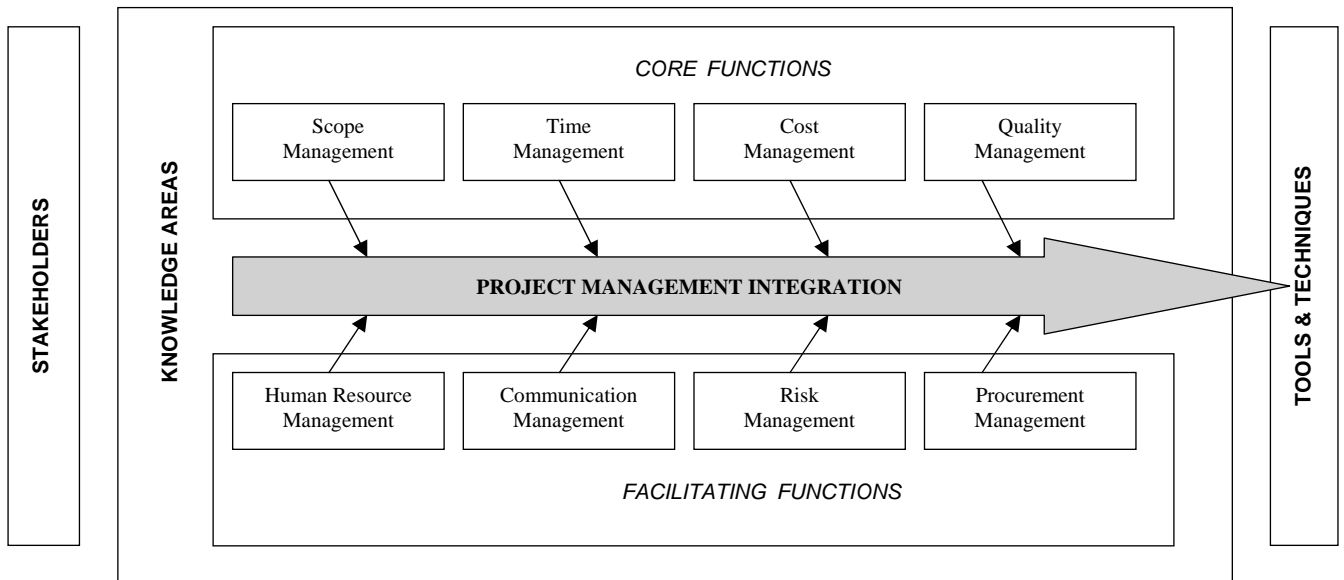 STAKEHOLDERS
KNOWLEDGE AREAS
CORE FUNCTIONS
Scope
Management
Time
Management
Cost
Management
Quality
Management
PROJECT MANAGEMENT INTEGRATION
Human Resource
Management
Communication
Management
Risk
Management
Procurement
Management
FACILITATING FUNCTIONS
TOOLS & TECHNIQUES